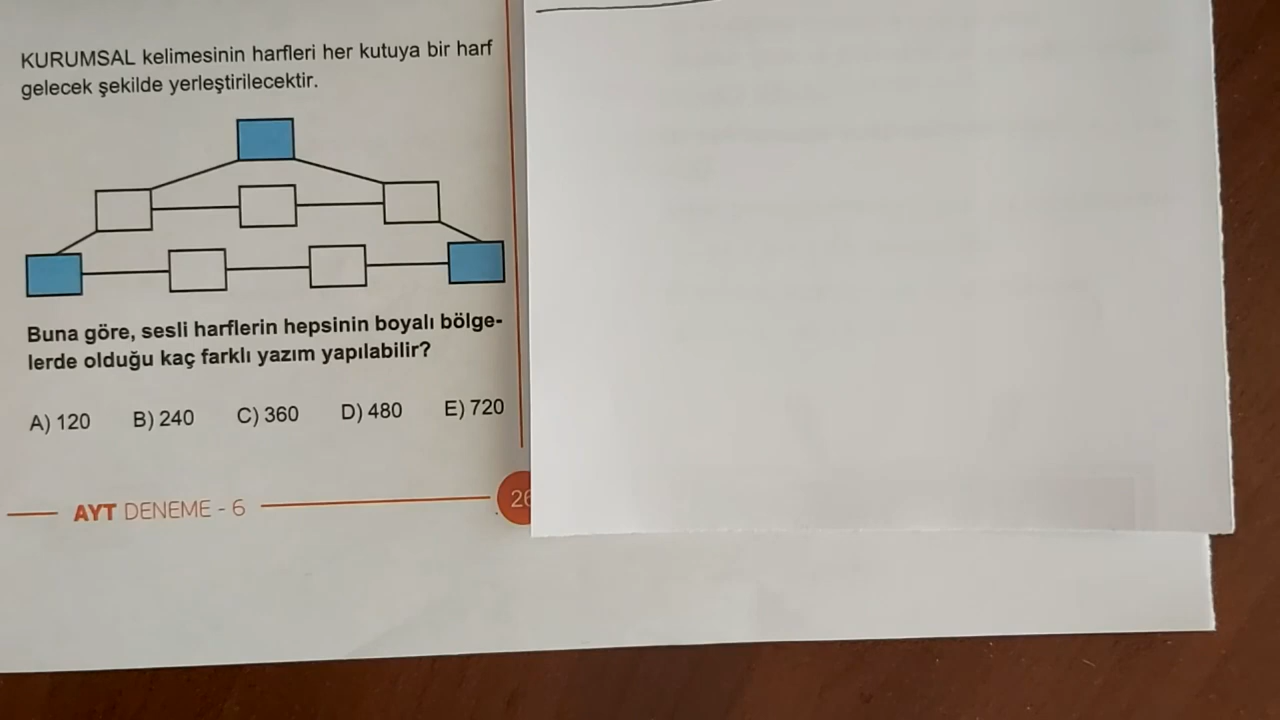 KURUMSAL kelimesinin harfleri her kutuya bir harf
gelecek şekilde yerleştirilecektir.
Buna göre, sesli harflerin hepsinin boyalı bölge-
lerde olduğu kaç farklı yazım yapılabilir?
A) 120 B) 240 C) 360 D) 480 E) 720
AYT DENEME - 6